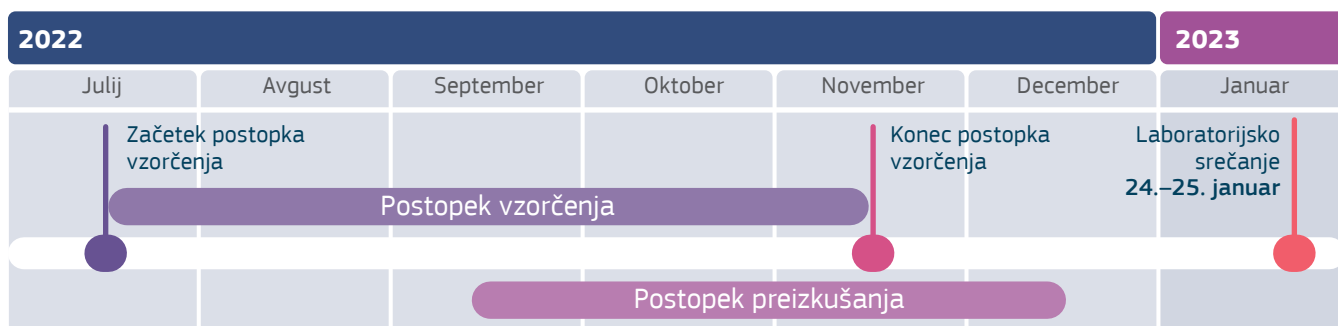 2022
2023
Julij
Avgust
September
Oktober
November
December
Januar
Začetek postopka
vzorčenja
Konec postopka
vzorčenja
Laboratorijsko
srečanje
24.–25. januar
Postopek vzorčenja
Postopek preizkušanja